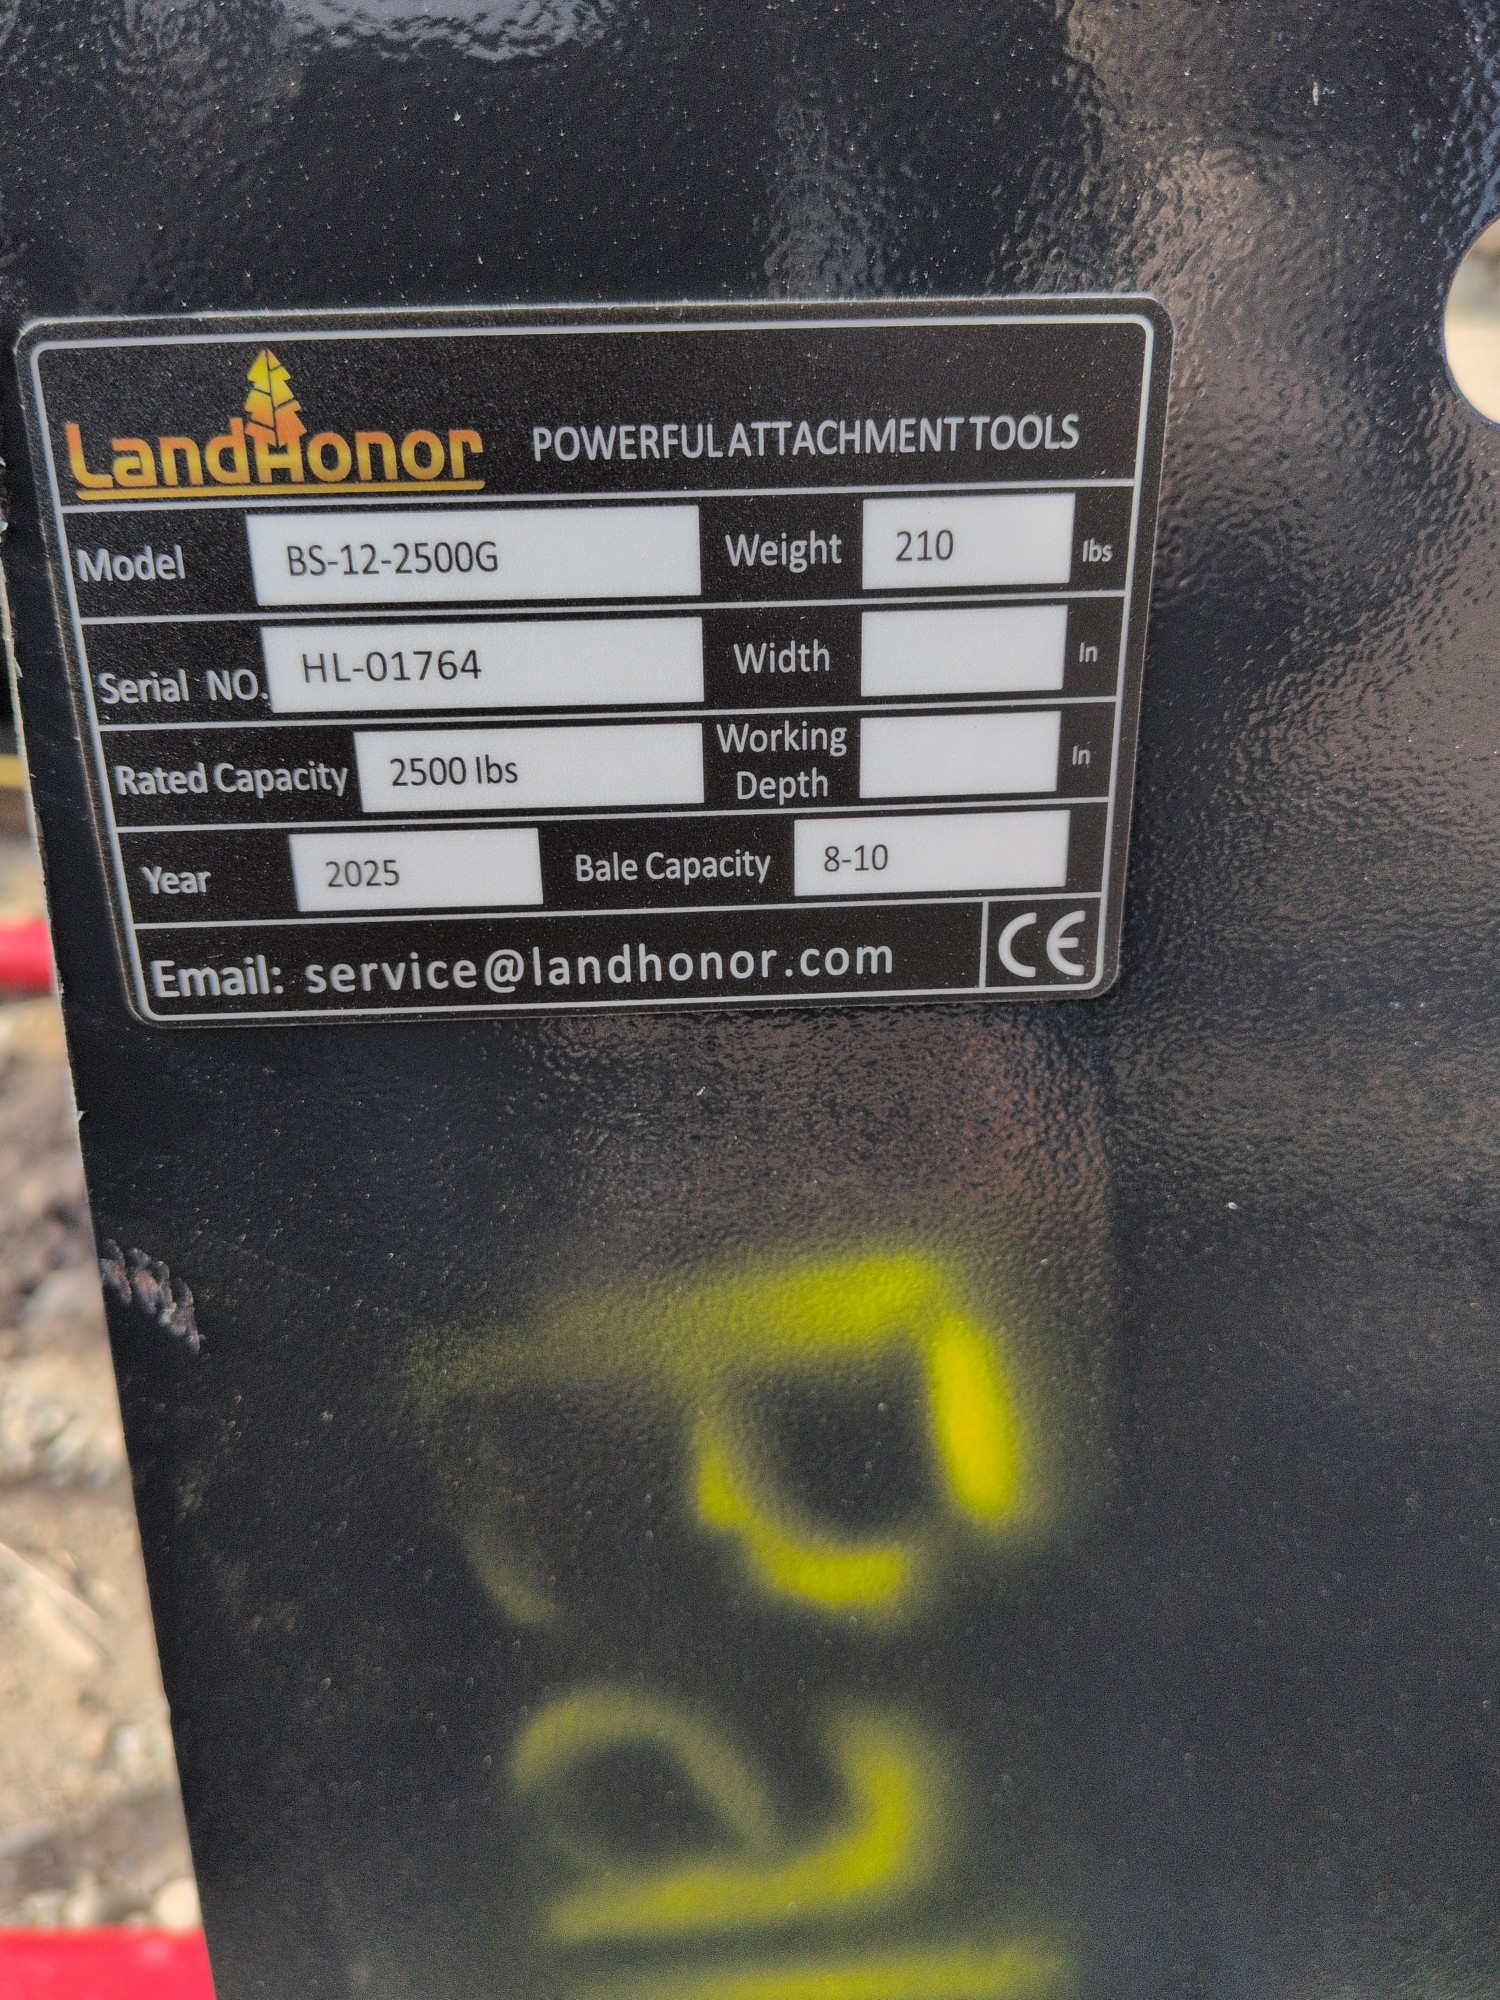 LandHonor POWERFUL ATTACHMENT TOOLS
Model BS-12-2500G Weight 210 lbs
Serial NO. HL-01764 Width In
Rated Capacity 2500 lbs Working Depth In
Year 2025 Bale Capacity 8-10
Email: service@landhonor.com CE